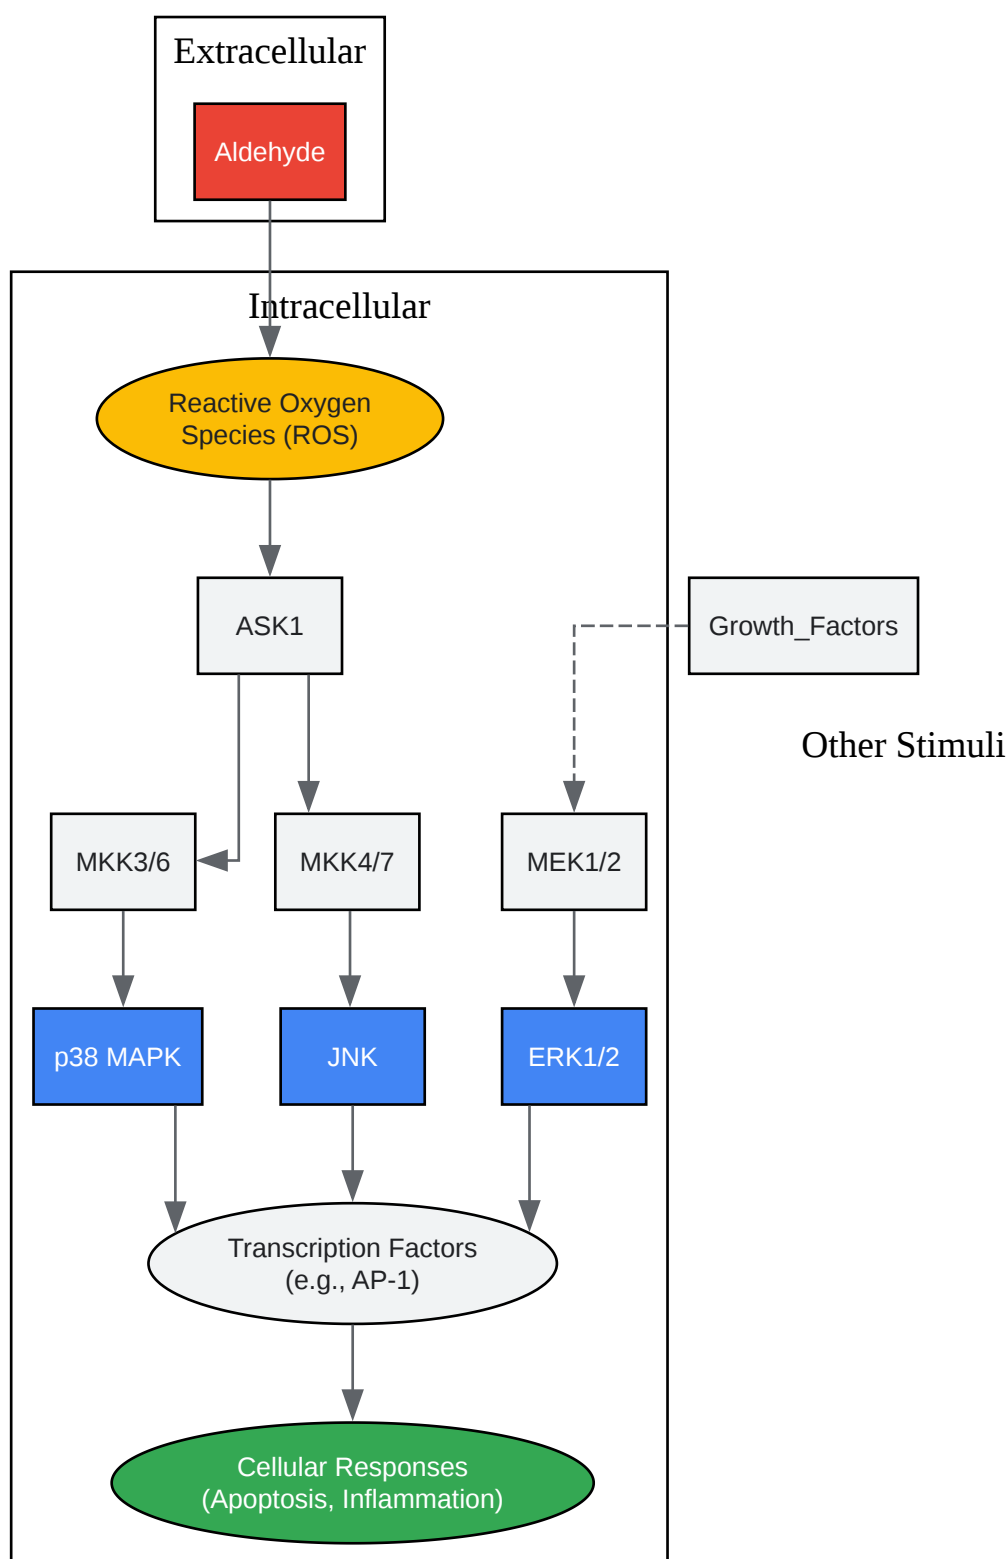 Extracellular
Aldehyde
Intracellular
Reactive Oxygen
Species (ROS)
ASK1
Growth_Factors
Other Stimuli
MKK3/6
MKK4/7
MEK1/2
p38 MAPK
JNK
ERK1/2
Transcription Factors
(e.g., AP-1)
Cellular Responses
(Apoptosis, Inflammation)